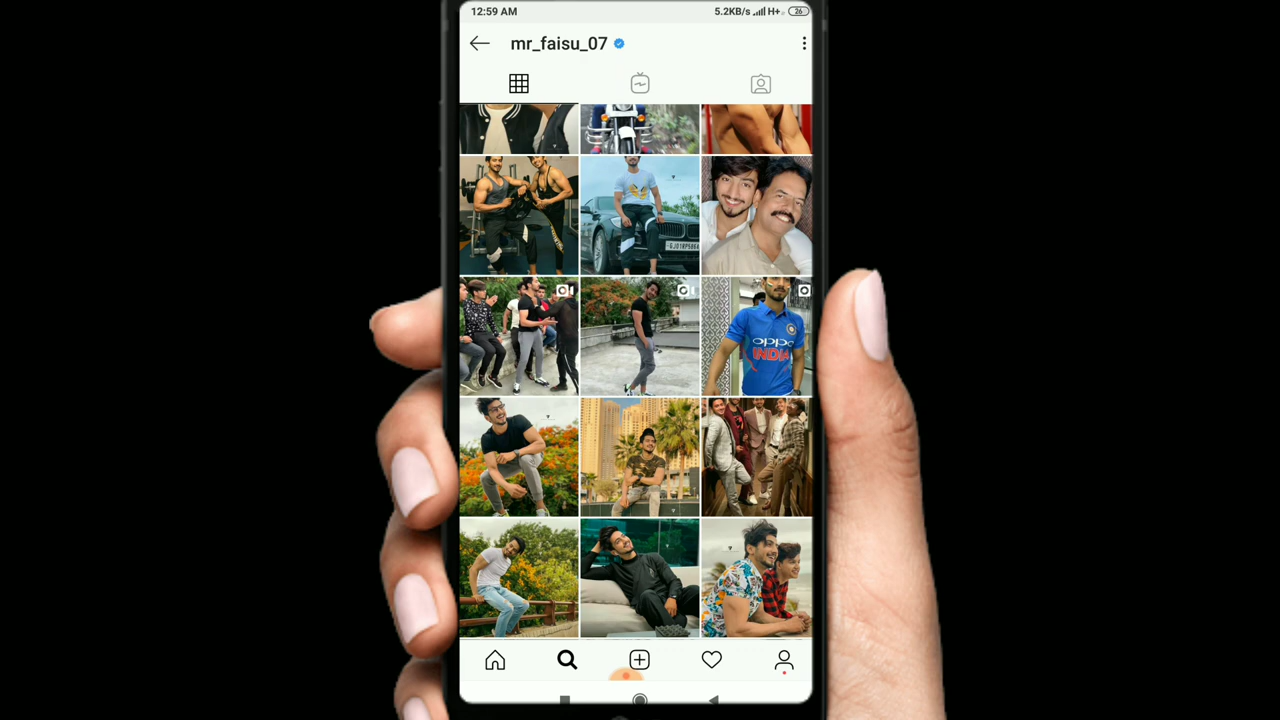 12:59 AM
5.2KB/s H+ 26
mr_faisu_07
oppo
INDIA